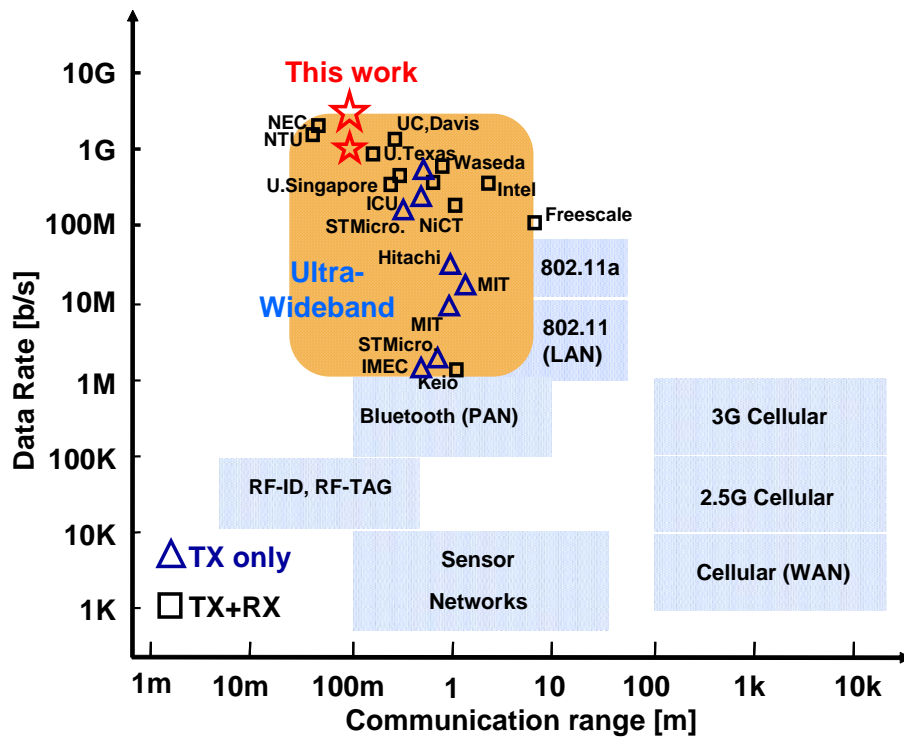 This work
10G
1G
100M
10M
1M
100K
10K
1K
Data Rate [b/s]
NEC
NTU
UC,Davis
U.Texas
Waseda
U.Singapore
ICU
Intel
STMicro.
NiCT
Freescale
Hitachi
Ultra-
Wideband
MIT
MIT
STMicro.
IMEC
Keio
802.11a
802.11
(LAN)
Bluetooth (PAN)
3G Cellular
RF-ID, RF-TAG
2.5G Cellular
Sensor
Networks
Cellular (WAN)
TX only
TX+RX
1m
10m
100m
1
10
100
1k
10k
Communication range [m]